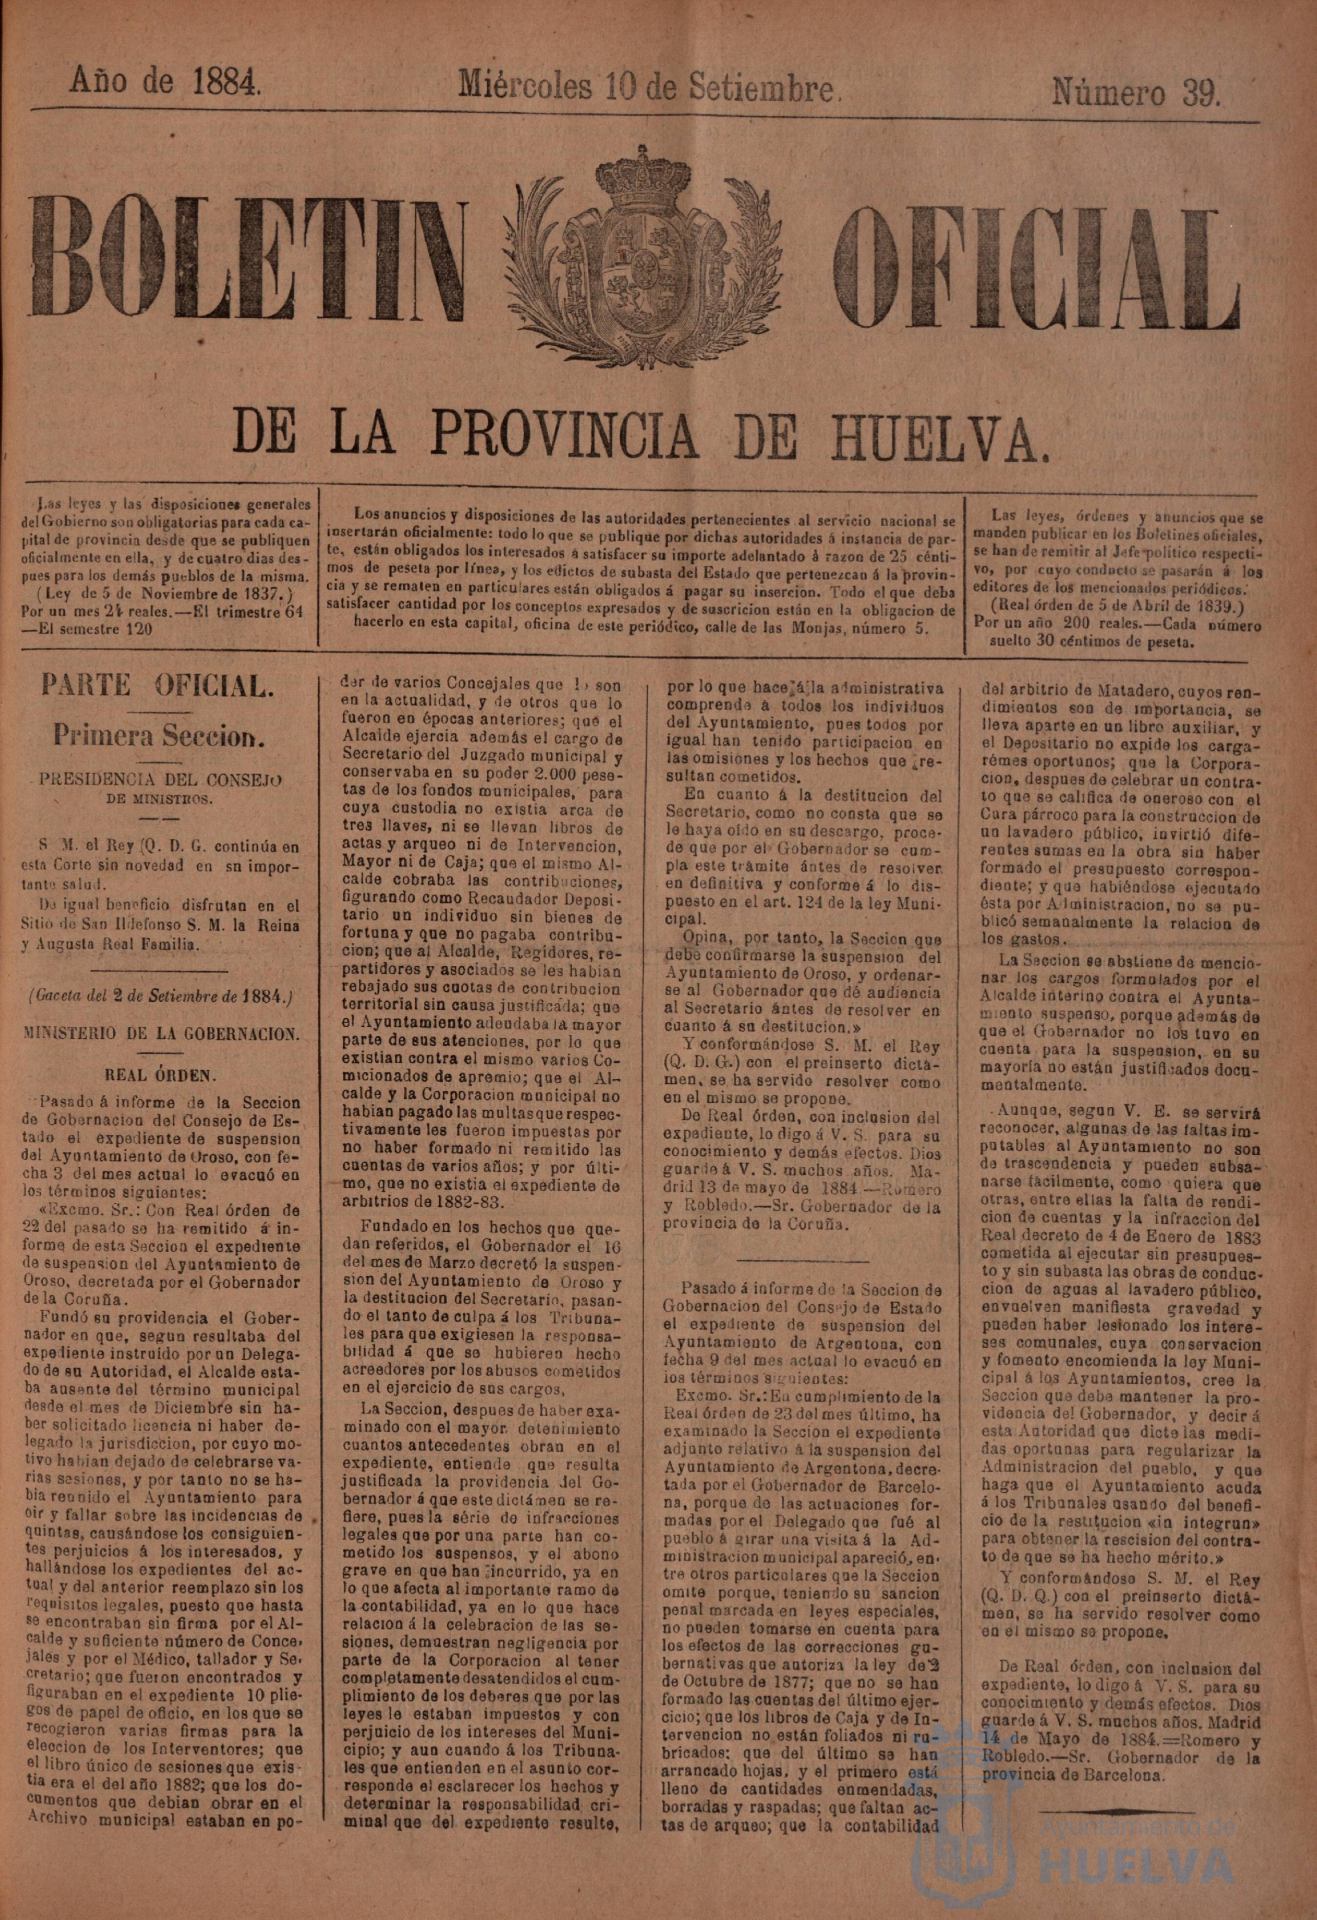 Año de 1884.
Miércoles 10 de Setiembre.
Número 39.
BOLETIN OFICIAL
DE LA PROVINCIA DE HUELVA.
Las leyes y las disposiciones generales
del Gobierno son obligatorias para cada ca-
pital de provincia desde que se publiquen
oficialmente en ella, y de cuatro dias des-
pues para los demás pueblos de la misma.
(Ley de 5 de Noviembre de 1837.)
Por un mes 24 reales.—El trimestre 64
—El semestre 120
Los anuncios y disposiciones de las autoridades pertenecientes al servicio nacional se
insertarán oficialmente: todo lo que se publique por dichas autoridades á instancia de par-
te, están obligados los interesados á satisfacer su importe adelantado á razon de 25 cénti-
mos de peseta por línea, y los edictos de subasta del Estado que pertenezcan á la provin-
cia y se rematen en particulares están obligados á pagar su insercion. Todo el que deba
satisfacer cantidad por los conceptos expresados y de suscricion están en la obligacion de
hacerlo en esta capital, oficina de este periódico, calle de las Monjas, número 5.
Las leyes, órdenes y anuncios que se
manden publicar en los Boletines oficiales,
se han de remitir al Jefe político respecti-
vo, por cuyo conducto se pasarán á los
editores de los mencionados periódicos.
(Real órden de 5 de Abril de 1839.)
Por un año 200 reales.—Cada número
suelto 30 céntimos de peseta.
PARTE OFICIAL.
Primera Seccion.
PRESIDENCIA DEL CONSEJO
DE MINISTROS.
S M. el Rey (Q. D. G. continúa en
esta Corte sin novedad en sn impor-
tante salud.
De igual beneficio disfrutan en el
Sitio de San Ildefonso S. M. la Reina
y Augusta Real Familia.
(Gaceta del 2 de Setiembre de 1884.)
MINISTERIO DE LA GOBERNACION.
REAL ÓRDEN.
Pasado á informe de la Seccion
de Gobernacion del Consejo de Es-
tado el expediente de suspension
del Ayuntamiento de Oroso, con fe-
cha 3 del mes actual lo evacuó en
los términos siguientes:
«Excmo. Sr.: Con Real órden de
22 del pasado se ha remitido á in-
forme de esta Seccion el expediente
de suspension del Ayuntamiento de
Oroso, decretada por el Gobernador
de la Coruña.
Fundó su providencia el Gober-
nador en que, segun resultaba del
expediente instruido por un Delega-
do de su Autoridad, el Alcalde esta-
ba ausente del término municipal
desde el mes de Diciembre sin ha-
ber solicitado licencia ni haber de-
legado la jurisdiccion, por cuyo mo-
tivo habian dejado de celebrarse va-
rias sesiones, y por tanto no se ha-
bia reunido el Ayuntamiento para
oir y fallar sobre las incidencias de
quintas, causándose los consiguien-
tes perjuicios á los interesados, y
hallándose los expedientes del ac-
tual y del anterior reemplazo sin los
requisitos legales, puesto que hasta
se encontraban sin firma por el Al-
calde y suficiente número de Conce-
jales y por el Médico, tallador y Se-
cretario; que fueron encontrados y
figuraban en el expediente 10 plie-
gos de papel de oficio, en los que se
recogieron varias firmas para la
eleccion de los Interventores; que
el libro único de sesiones que exis-
tia era el del año 1882; que los do-
cumentos que debian obrar en el
Archivo municipal estaban en po-
der de varios Concejales que lo son
en la actualidad, y de otros que lo
fueron en épocas anteriores; que el
Alcalde ejercia además el cargo de
Secretario del Juzgado municipal y
conservaba en su poder 2.000 pese-
tas de los fondos municipales, para
cuya custodia no existia arca de
tres llaves, ni se llevan libros de
actas y arqueo ni de Intervencion,
Mayor ni de Caja; que el mismo Al-
calde cobraba las contribuciones,
figurando como Recaudador Deposi-
tario un individuo sin bienes de
fortuna y que no pagaba contribu-
cion; que al Alcalde, Regidores, re-
partidores y asociados se les habian
rebajado sus cuotas de contribucion
territorial sin causa justificada; que
el Ayuntamiento adeudaba la mayor
parte de sus atenciones, por lo que
existian contra el mismo varios Co-
micionados de apremio; que el Al-
calde y la Corporacion municipal no
habian pagado las multas que respec-
tivamente les fueron impuestas por
no haber formado ni remitido las
cuentas de varios años; y por últi-
mo, que no existia el expediente de
arbitrios de 1882-83.
Fundado en los hechos que que-
dan referidos, el Gobernador el 16
del mes de Marzo decretó la suspen-
sion del Ayuntamiento de Oroso y
la destitucion del Secretario, pasan-
do el tanto de culpa á los Tribuna-
les para que exigiesen la responsa-
bilidad á que se hubieren hecho
acreedores por los abusos cometidos
en el ejercicio de sus cargos,
La Seccion, despues de haber exa-
minado con el mayor detenimiento
cuantos antecedentes obran en el
expediente, entiende que resulta
justificada la providencia del Go-
bernador á que este dictámen se re-
fiere, pues la série de infracciones
legales que por una parte han co-
metido los suspensos, y el abono
grave en que han incurrido, ya en
lo que afecta al importante ramo de
la contabilidad, ya en lo que hace
relacion á la celebracion de las se-
siones, demuestran negligencia por
parte de la Corporacion al tener
completamente desatendidos el cum-
plimiento de los deberes que por las
leyes le estaban impuestos y con
perjuicio de los intereses del Muni-
cipio; y aun cuando á los Tribuna-
les que entienden en el asunto cor-
responde el esclarecer los hechos y
determinar la responsabilidad cri-
minal que del expediente resulte,
por lo que hace á la administrativa
comprende á todos los individuos
del Ayuntamiento, pues todos por
igual han tenido participacion en
las omisiones y los hechos que re-
sultan cometidos.
En cuanto á la destitucion del
Secretario, como no consta que se
le haya oido en su descargo, proce-
de que por el Gobernador se cum-
pla este trámite ántes de resolver
en definitiva y conforme á lo dis-
puesto en el art. 124 de la ley Muni-
cipal.
Opina, por tanto, la Seccion que
debe confirmarse la suspension del
Ayuntamiento de Oroso, y ordenar-
se al Gobernador que dé audiencia
al Secretario ántes de resolver en
cuanto á su destitucion.»
Y conformándose S. M. el Rey
(Q. D. G.) con el preinserto dictá-
men, se ha servido resolver como
en el mismo se propone.
De Real órden, con inclusion del
expediente, lo digo á V. S. para su
conocimiento y demás efectos. Dios
guarde á V. S. muchos años. Ma-
drid 13 de mayo de 1884.—Romero
y Robledo.—Sr. Gobernador de la
provincia de la Coruña.
Pasado á informe de la Seccion de
Gobernacion del Consejo de Estado
el expediente de suspension del
Ayuntamiento de Argentona, con
fecha 9 del mes actual lo evacuó en
los términos siguientes:
Excmo. Sr.: En cumplimiento de la
Real órden de 23 del mes último, ha
examinado la Seccion el expediente
adjunto relativo á la suspension del
Ayuntamiento de Argentona, decre-
tada por el Gobernador de Barcelo-
na, porque de las actuaciones for-
madas por el Delegado que fué al
pueblo á girar una visita á la Ad-
ministracion municipal apareció, en-
tre otros particulares que la Seccion
omite porque, teniendo su sancion
penal marcada en leyes especiales,
no pueden tomarse en cuenta para
los efectos de las correcciones gu-
bernativas que autoriza la ley de 2
de Octubre de 1877; que no se han
formado las cuentas del último ejer-
cicio; que los libros de Caja y de In-
tervencion no están foliados ni ru-
bricados: que del último se han
arrancado hojas, y el primero está
lleno de cantidades enmendadas,
borradas y raspadas; que faltan ac-
tas de arqueo; que la contabilidad
del arbitrio de Matadero, cuyos ren-
dimientos son de importancia, se
lleva aparte en un libro auxiliar, y
el Depositario no expide los carga-
rémes oportunos; que la Corpora-
cion, despues de celebrar un contra-
to que se califica de oneroso con el
Cura párroco para la construccion de
un lavadero público, invirtió dife-
rentes sumas en la obra sin haber
formado el presupuesto correspon-
diente; y que habiéndose ejecutado
ésta por Administracion, no se pu-
blicó semanalmente la relacion de
los gastos.
La Seccion se abstiene de mencio-
nar los cargos formulados por el
Alcalde interino contra el Ayunta-
miento suspenso, porque además de
que el Gobernador no los tuvo en
cuenta para la suspension, en su
mayoría no están justificados docu-
mentalmente.
Aunque, segun V. E. se servirá
reconocer, algunas de las faltas im-
putables al Ayuntamiento no son
de trascendencia y pueden subsa-
narse fácilmente, como quiera que
otras, entre ellas la falta de rendi-
cion de cuentas y la infraccion del
Real decreto de 4 de Enero de 1883
cometida al ejecutar sin presupues-
to y sin subasta las obras de conduc-
cion de aguas al lavadero público,
envuelven manifiesta gravedad y
pueden haber lesionado los intere-
ses comunales, cuya conservacion
y fomento encomienda la ley Muni-
cipal á los Ayuntamientos, cree la
Seccion que debe mantener la pro-
videncia del Gobernador, y decir á
esta Autoridad que dicte las medi-
das oportunas para regularizar la
Administracion del pueblo, y que
haga que el Ayuntamiento acuda
á los Tribunales usando del benefi-
cio de la restitucion «in integrun»
para obtener la rescision del contra-
to de que se ha hecho mérito.»
Y conformándose S. M. el Rey
(Q. D. Q.) con el preinserto dictá-
men, se ha servido resolver como
en el mismo se propone,
De Real órden, con inclusion del
expediente, lo digo á V. S. para su
conocimiento y demás efectos. Dios
guarde á V. S. muchos años. Madrid
14 de Mayo de 1884.=Romero y
Robledo.—Sr. Gobernador de la
provincia de Barcelona.
Ayuntamiento de
HUELVA